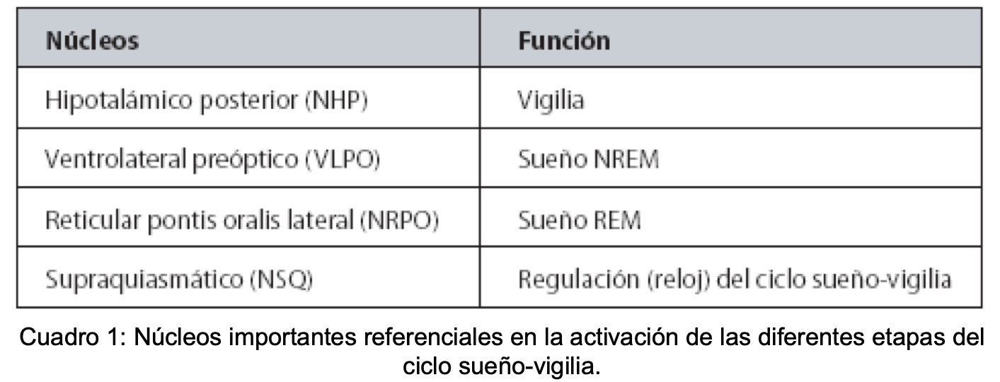 Núcleos Función
Hipotalámico posterior (NHP) Vigilia
Ventrolateral preóptico (VLPO) Sueño NREM
Reticular pontis oralis lateral (NRPO) Sueño REM
Supraquiasmático (NSQ) Regulación (reloj) del ciclo sueño-vigilia
Cuadro 1: Núcleos importantes referenciales en la activación de las diferentes etapas del
ciclo sueño-vigilia.